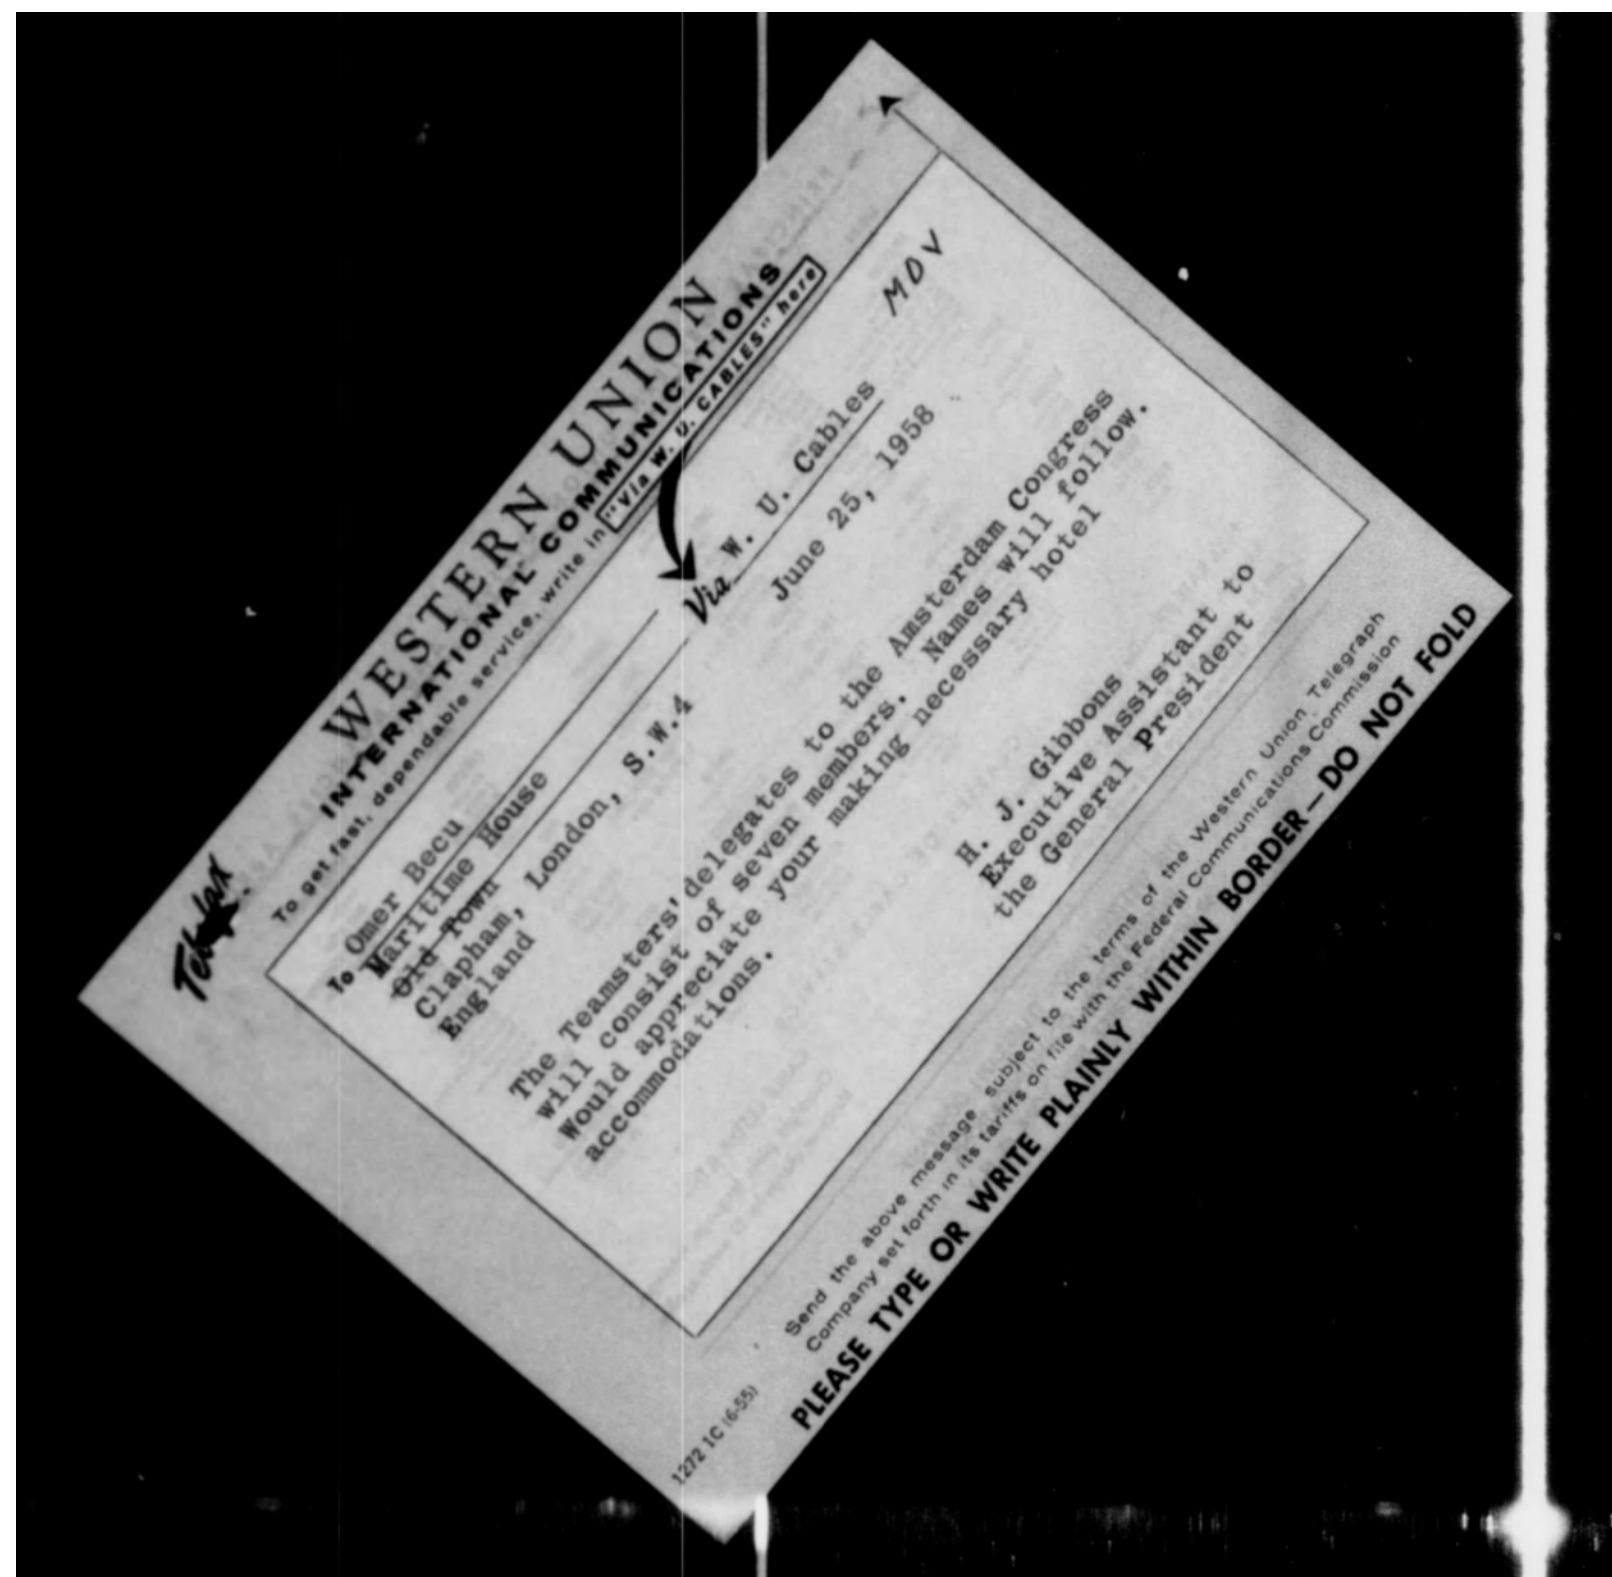 WESTERN UNION
INTERNATIONAL COMMUNICATIONS
To get fast, dependable service, write in "Via W. U. CABLES" here
MDV
To Omer Becu
Via W. U. Cables
Maritime House
Old Town
June 25, 1958
Clapham, London, S.W.4
England
The Teamsters' delegates to the Amsterdam Congress
will consist of seven members. Names will follow.
Would appreciate your making necessary hotel
accommodations.
H. J. Gibbons
Executive Assistant to
the General President
Send the above message subject to the terms of the Western Union Telegraph
Company set forth in its tariffs on file with the Federal Communications Commission
1272 1C (6-55)
PLEASE TYPE OR WRITE PLAINLY WITHIN BORDER—DO NOT FOLD